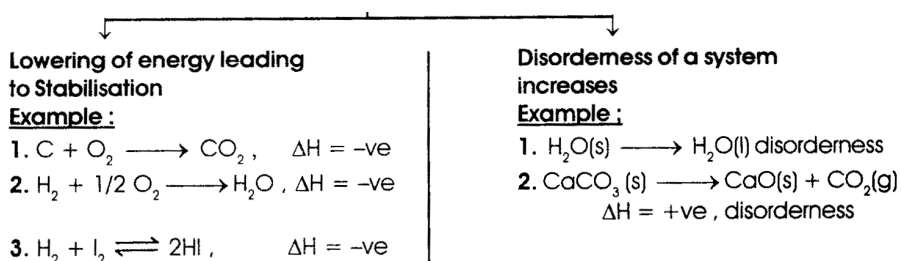 Lowering of energy leading
to Stabilisation
Example :
1. C + O₂ ⟶ CO₂ , ΔH = –ve
2. H₂ + 1/2 O₂ ⟶ H₂O , ΔH = –ve
3. H₂ + I₂ ⇌ 2HI , ΔH = –ve
Disorderness of a system
increases
Example ;
1. H₂O(s) ⟶ H₂O(l) disorderness
2. CaCO₃ (s) ⟶ CaO(s) + CO₂(g)
ΔH = +ve , disorderness